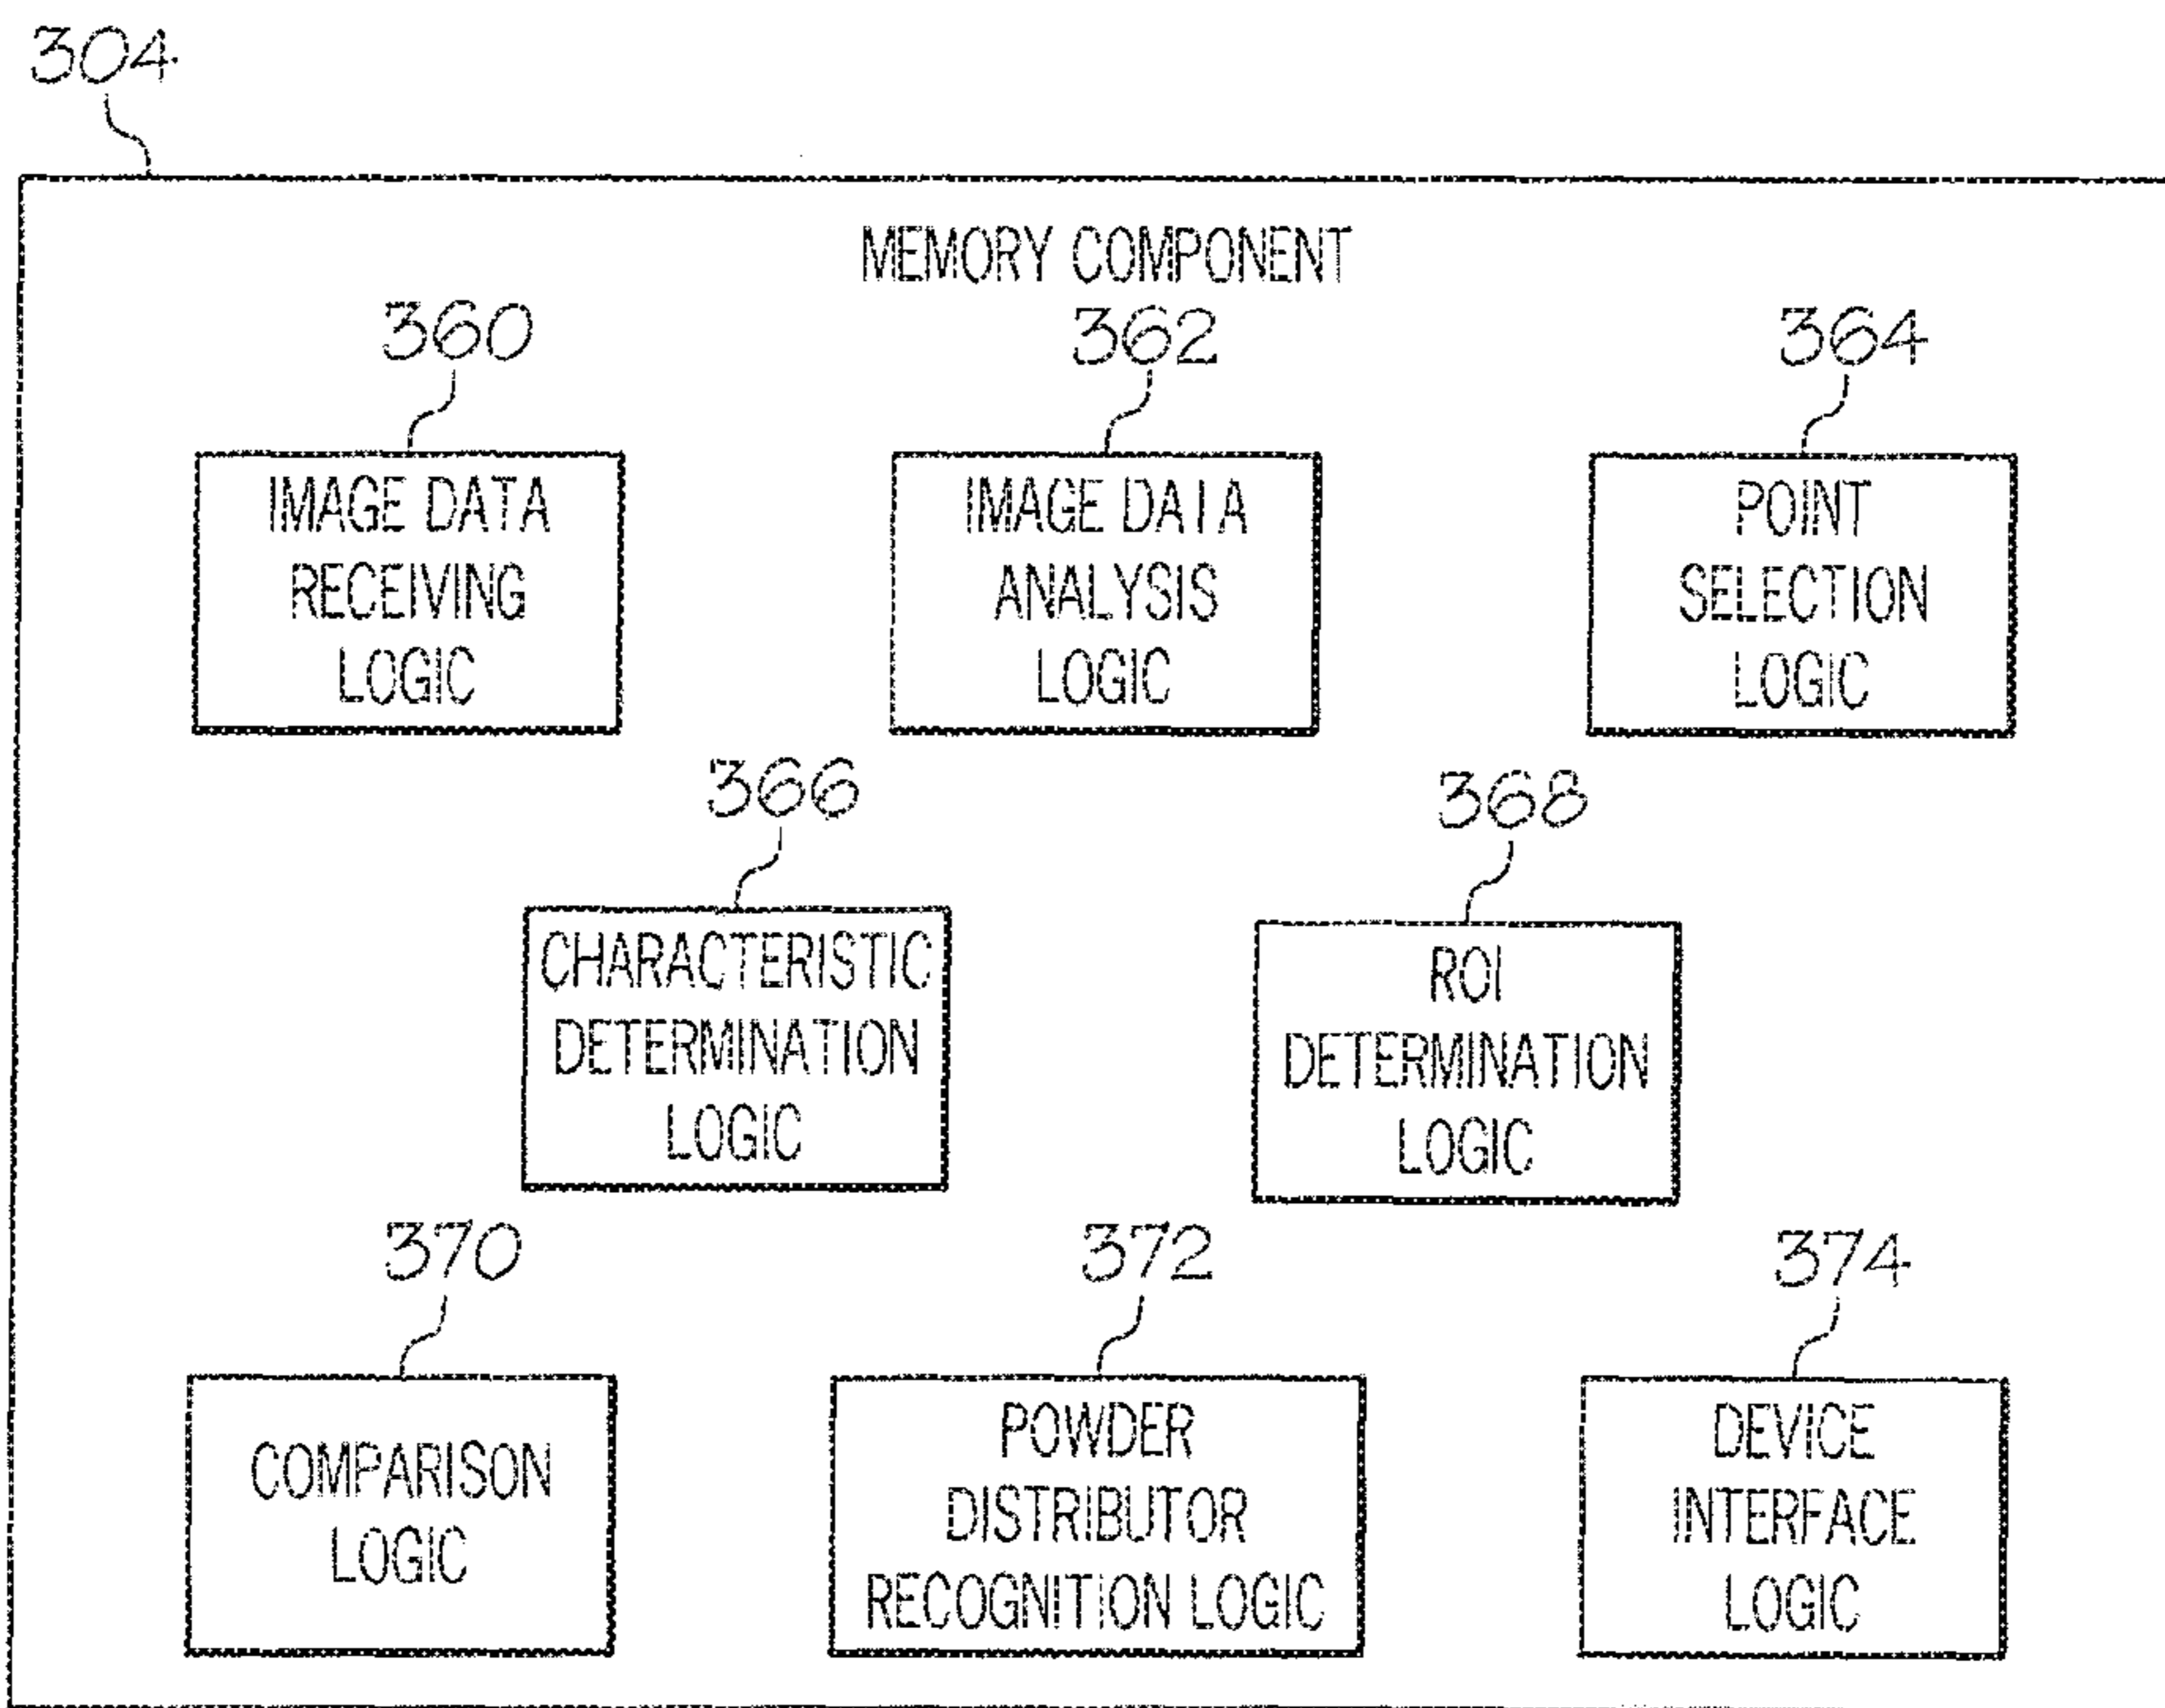 304
MEMORY COMPONENT
360
362
364
IMAGE DATA
RECEIVING
LOGIC
IMAGE DATA
ANALYSIS
LOGIC
POINT
SELECTION
LOGIC
366
368
CHARACTERISTIC
DETERMINATION
LOGIC
ROI
DETERMINATION
LOGIC
370
372
374
COMPARISON
LOGIC
POWDER
DISTRIBUTOR
RECOGNITION LOGIC
DEVICE
INTERFACE
LOGIC